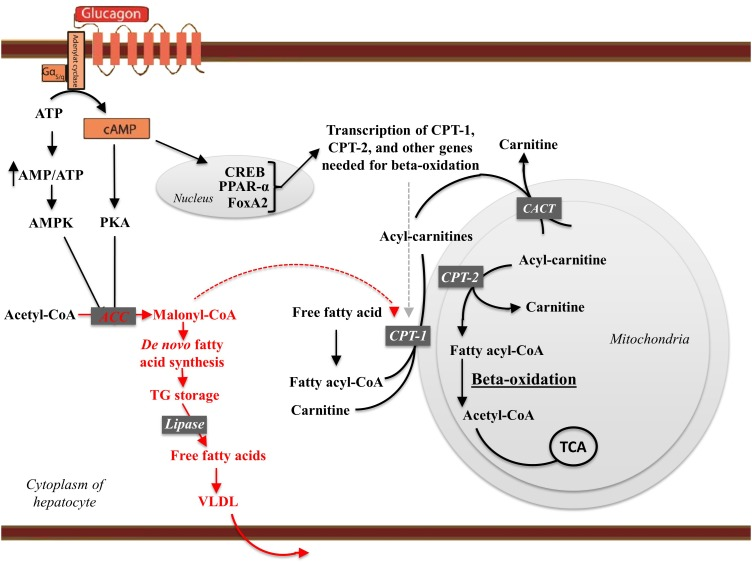 Glucagon
Adenylat cyclase
Gαs/q
ATP
cAMP
AMP/ATP
AMPK
PKA
CREB
PPAR-α
FoxA2
Nucleus
Transcription of CPT-1,
CPT-2, and other genes
needed for beta-oxidation
Carnitine
CACT
Acyl-carnitines
Acyl-carnitine
CPT-2
Carnitine
Acetyl-CoA
ACC
Malonyl-CoA
De novo fatty
acid synthesis
TG storage
Lipase
Free fatty acids
VLDL
Free fatty acid
CPT-1
Fatty acyl-CoA
Carnitine
Mitochondria
Fatty acyl-CoA
Beta-oxidation
Acetyl-CoA
TCA
Cytoplasm of
hepatocyte